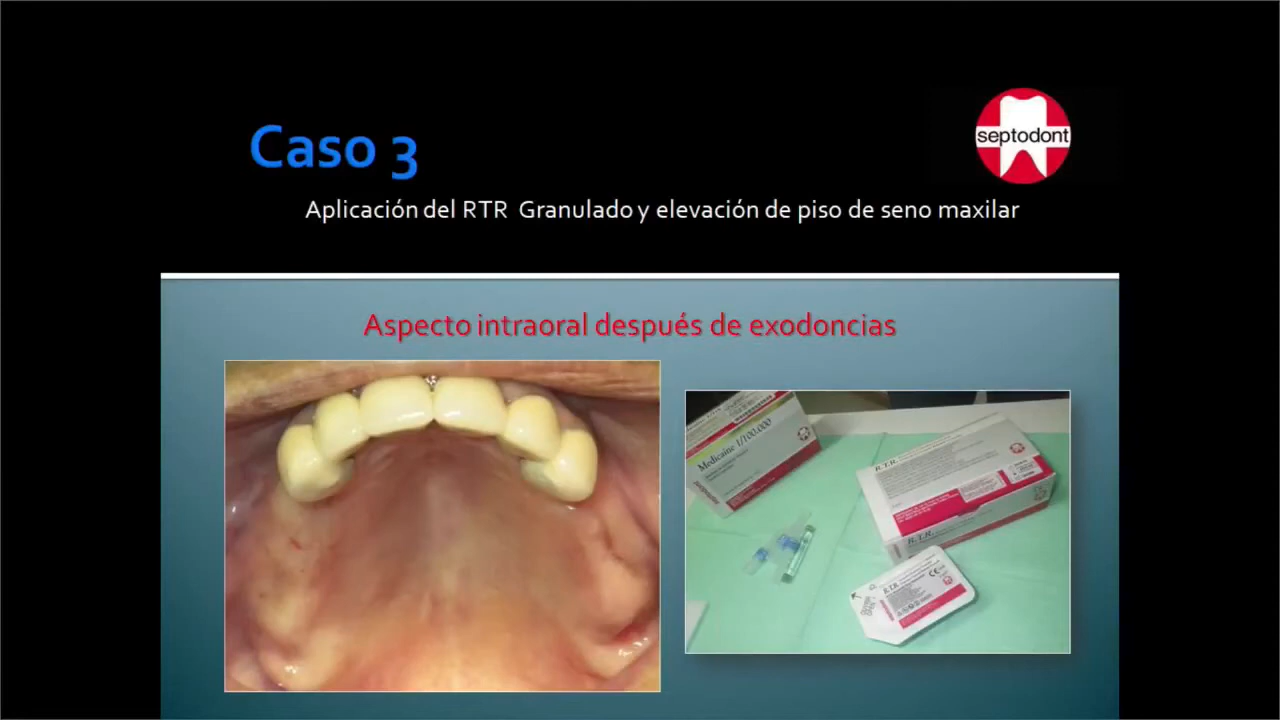 Caso 3
septodont
Aplicación del RTR Granulado y elevación de piso de seno maxilar
Aspecto intraoral después de exodoncias
Medicaine 1/100.000
R.T.R.
R.T.R.
R.T.R.